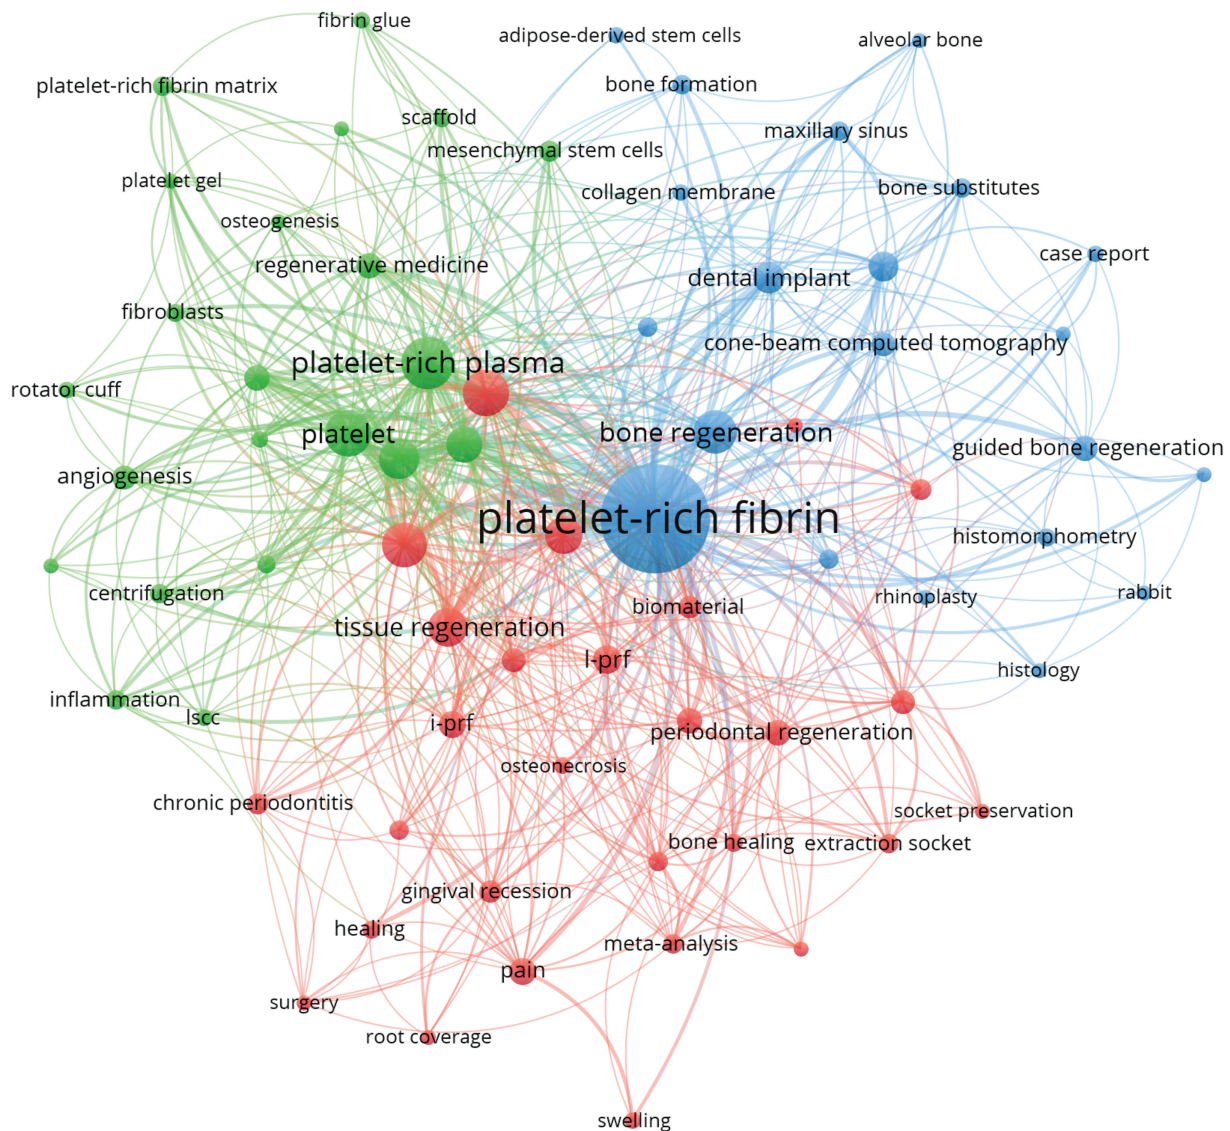 fibrin glue
adipose-derived stem cells
alveolar bone
platelet-rich fibrin matrix
bone formation
scaffold
maxillary sinus
mesenchymal stem cells
platelet gel
collagen membrane
bone substitutes
osteogenesis
case report
regenerative medicine
dental implant
fibroblasts
cone-beam computed tomography
platelet-rich plasma
rotator cuff
platelet
bone regeneration
guided bone regeneration
angiogenesis
platelet-rich fibrin
histomorphometry
centrifugation
biomaterial
rhinoplasty
rabbit
tissue regeneration
l-prf
histology
inflammation
lscc
i-prf
periodontal regeneration
osteonecrosis
chronic periodontitis
socket preservation
bone healing
extraction socket
gingival recession
healing
meta-analysis
pain
surgery
root coverage
swelling